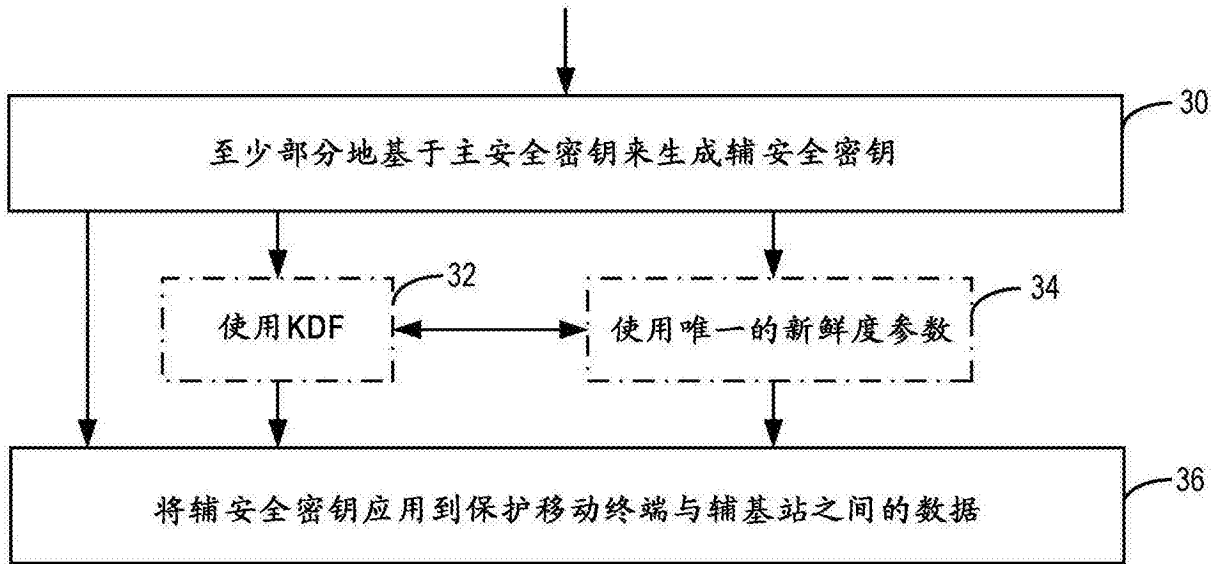 30
至少部分地基于主安全密钥来生成辅安全密钥
32
使用KDF
34
使用唯一的新鲜度参数
36
将辅安全密钥应用到保护移动终端与辅基站之间的数据